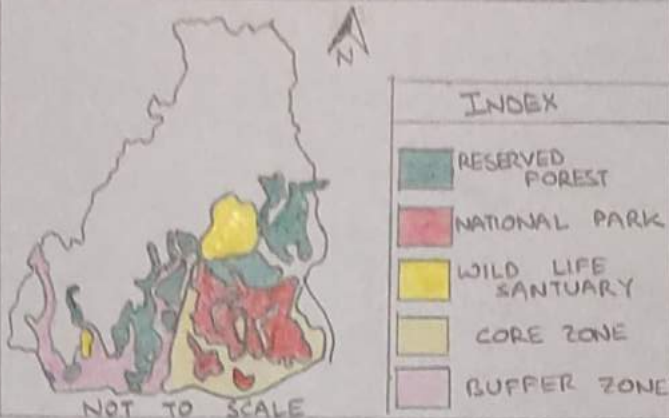 N
INDEX
RESERVED
FOREST
NATIONAL PARK
WILD LIFE
SANTUARY
CORE ZONE
BUFFER ZONE
NOT TO SCALE